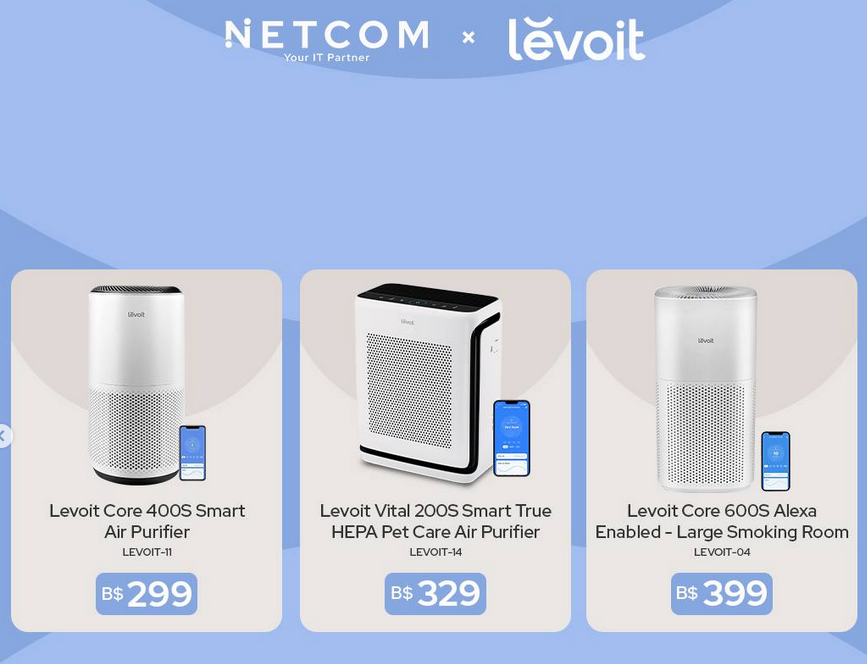 NETCOM × levoit
Your IT Partner
levoit
levoit
levoit
Levoit Core 400S Smart
Air Purifier
LEVOIT-11
B$ 299
Levoit Vital 200S Smart True
HEPA Pet Care Air Purifier
LEVOIT-14
B$ 329
Levoit Core 600S Alexa
Enabled - Large Smoking Room
LEVOIT-04
B$ 399